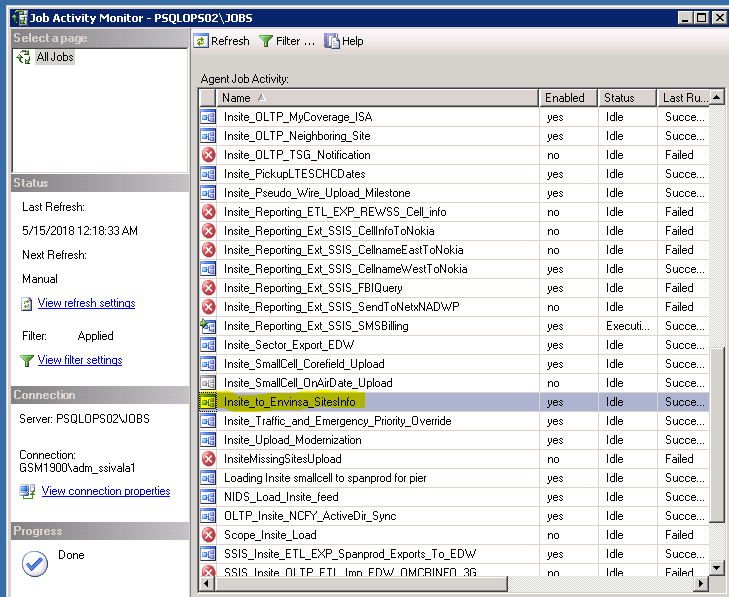 Job Activity Monitor - PSQLOPS02\JOBS
Select a page
All Jobs
Status
Last Refresh:
5/15/2018 12:18:33 AM
Next Refresh:
Manual
View refresh settings
Filter: Applied
View filter settings
Connection
Server: PSQLOPS02\JOBS
Connection:
GSM1900\adm_ssivala1
View connection properties
Progress
Done
Refresh Filter ... Help
Agent Job Activity:
Name Enabled Status Last Ru...
Insite_OLTP_MyCoverage_ISA yes Idle Succe...
Insite_OLTP_Neighboring_Site yes Idle Succe...
Insite_OLTP_TSG_Notification no Idle Failed
Insite_PickupLTESCHCDates yes Idle Succe...
Insite_Pseudo_Wire_Upload_Milestone yes Idle Succe...
Insite_Reporting_ETL_EXP_REWSS_Cell_info no Idle Failed
Insite_Reporting_Ext_SSIS_CellInfoToNokia no Idle Failed
Insite_Reporting_Ext_SSIS_CellnameEastToNokia no Idle Failed
Insite_Reporting_Ext_SSIS_CellnameWestToNokia yes Idle Succe...
Insite_Reporting_Ext_SSIS_FBIQuery yes Idle Failed
Insite_Reporting_Ext_SSIS_SendToNetxNADWP no Idle Failed
Insite_Reporting_Ext_SSIS_SMSBilling yes Executi... Succe...
Insite_Sector_Export_EDW yes Idle Succe...
Insite_SmallCell_Corefield_Upload yes Idle Succe...
Insite_SmallCell_OnAirDate_Upload no Idle Succe...
Insite_to_Envinsa_SitesInfo yes Idle Succe...
Insite_Traffic_and_Emergency_Priority_Override yes Idle Succe...
Insite_Upload_Modernization yes Idle Succe...
InsiteMissingSitesUpload no Idle Failed
Loading Insite smallcell to spanprod for pier yes Idle Succe...
NIDS_Load_Insite_feed yes Idle Succe...
OLTP_Insite_NCFY_ActiveDir_Sync yes Idle Succe...
Scope_Insite_Load no Idle Failed
SSIS_Insite_ETL_EXP_Spanprod_Exports_To_EDW yes Idle Succe...
SSIS_Insite_OLTP_ETL_Imp_EDW_OMCRINFO_3G no Idle Failed